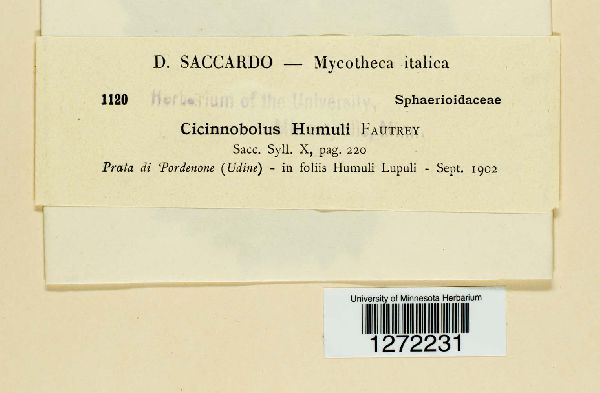 D. SACCARDO — Mycotheca italica
1120
Herbarium of the University,
Sphaerioidaceae
Cicinnobolus Humuli FAUTREY
Sacc. Syll. X, pag. 220
Prata di Pordenone (Udine) - in foliis Humuli Lupuli - Sept. 1902
University of Minnesota Herbarium
1272231